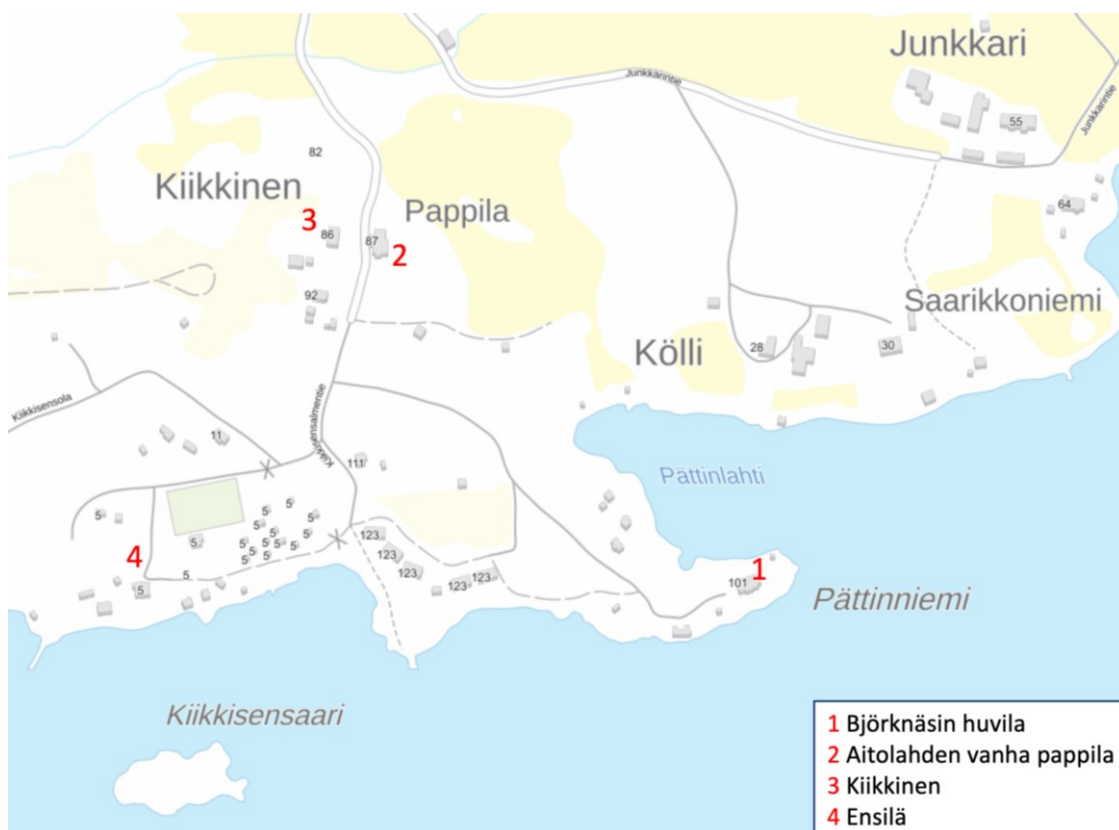 Junkkari
Junkkarintie
55
Junkkarintie
82
Kiikkinen
64
3
86
Pappila
87
2
92
Saarikkoniemi
28
30
Kölli
Kiikkisensola
Kiikkisensalmentie
11
111
Pättinlahti
5
5
5
5
5
5
5
5
5
5
5
5
5
5
123
123
123
123
123
4
5
1
101
Pättinniemi
Kiikkisensaari
1 Björknäsin huvila
2 Aitolahden vanha pappila
3 Kiikkinen
4 Ensilä